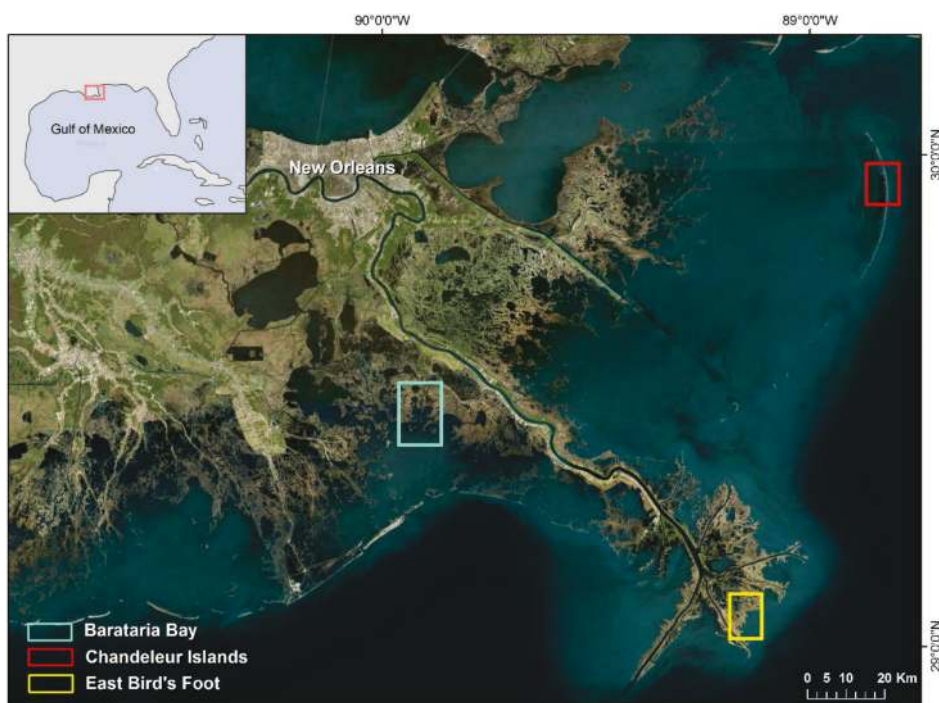 90°0'0"W
89°0'0"W
Gulf of Mexico
New Orleans
30°0'0"N
Barataria Bay
Chandeleur Islands
East Bird's Foot
0 5 10 20 Km
29°0'0"N